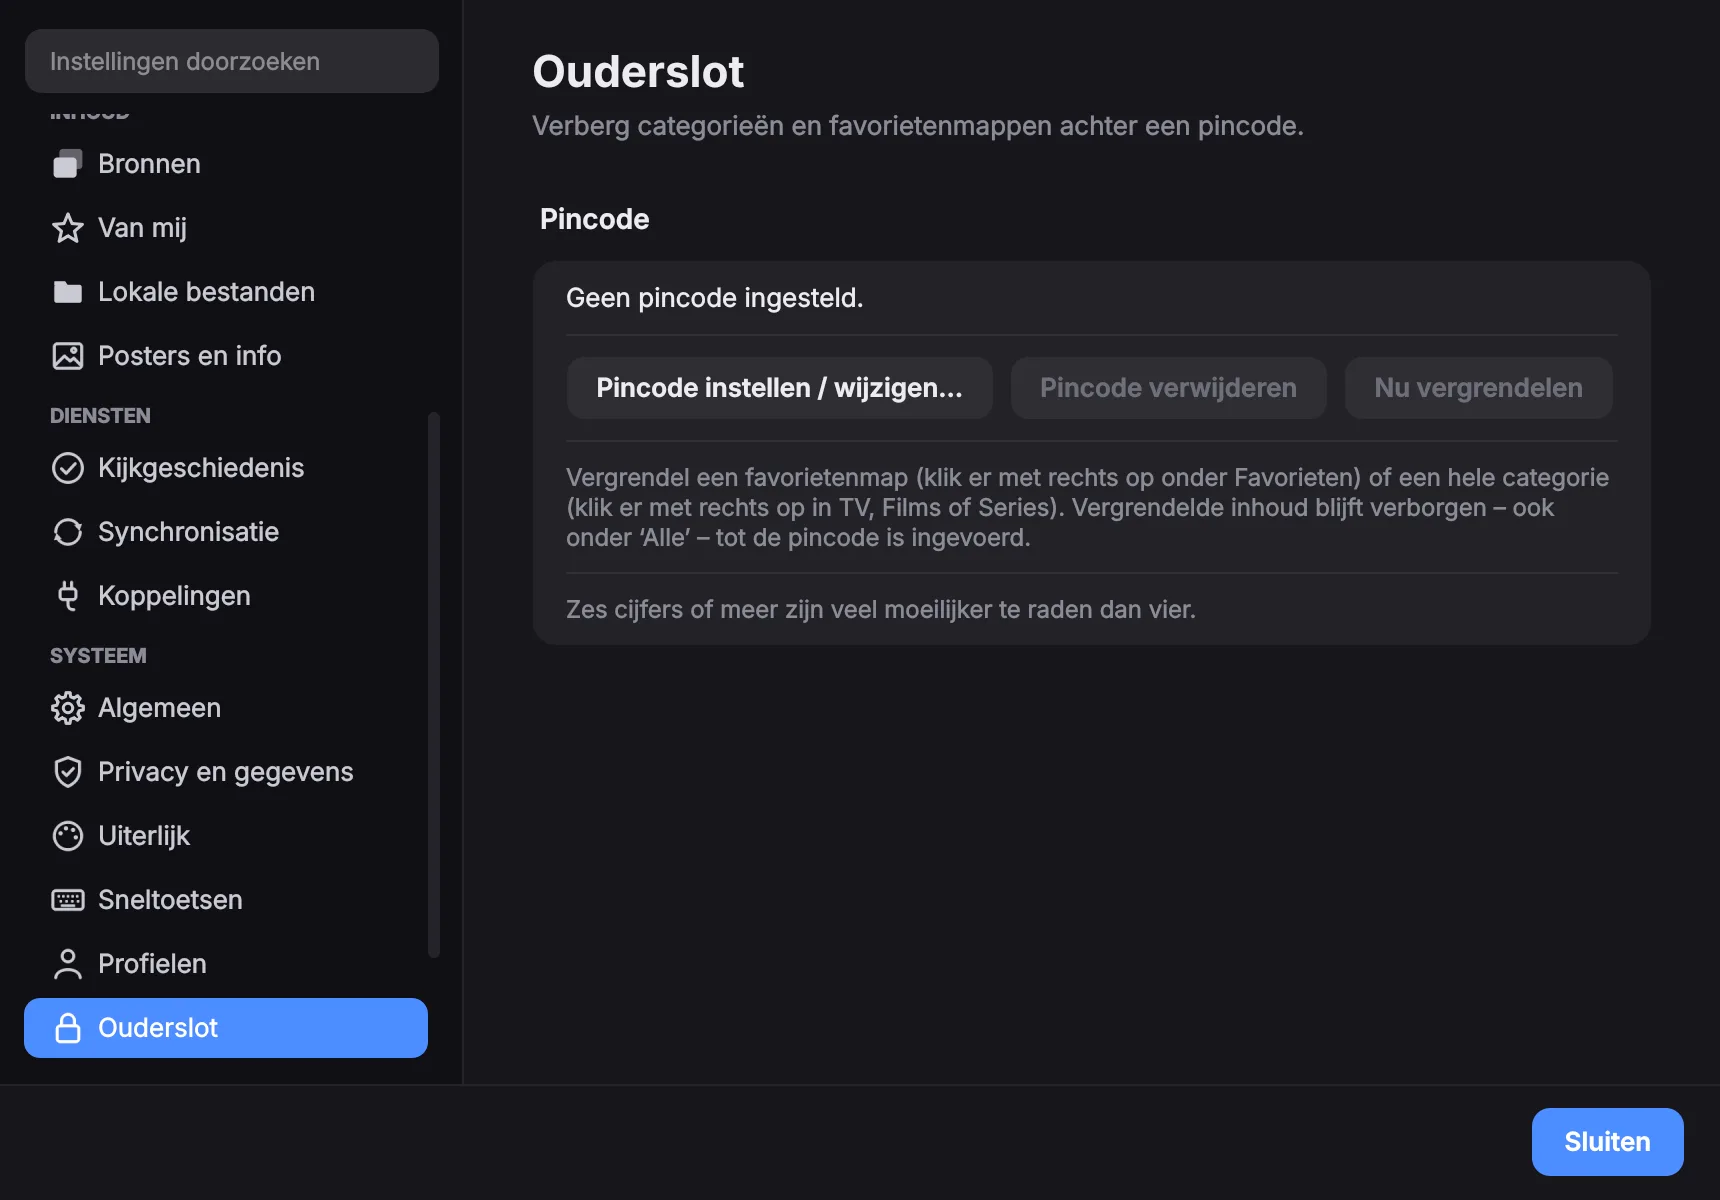 Instellingen doorzoeken
INHOUD
Bronnen
Van mij
Lokale bestanden
Posters en info
DIENSTEN
Kijkgeschiedenis
Synchronisatie
Koppelingen
SYSTEEM
Algemeen
Privacy en gegevens
Uiterlijk
Sneltoetsen
Profielen
Ouderslot
Ouderslot
Verberg categorieën en favorietenmappen achter een pincode.
Pincode
Geen pincode ingesteld.
Pincode instellen / wijzigen... Pincode verwijderen Nu vergrendelen
Vergrendel een favorietenmap (klik er met rechts op onder Favorieten) of een hele categorie
(klik er met rechts op in TV, Films of Series). Vergrendelde inhoud blijft verborgen – ook
onder ‘Alle’ – tot de pincode is ingevoerd.
Zes cijfers of meer zijn veel moeilijker te raden dan vier.
Sluiten